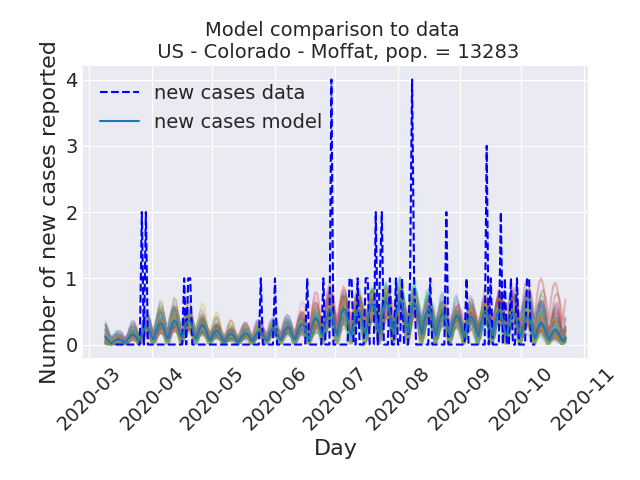 Model comparison to data
US - Colorado - Moffat, pop. = 13283
Number of new cases reported
4
3
2
1
0
new cases data
new cases model
2020-03
2020-04
2020-05
2020-06
2020-07
2020-08
2020-09
2020-10
2020-11
Day